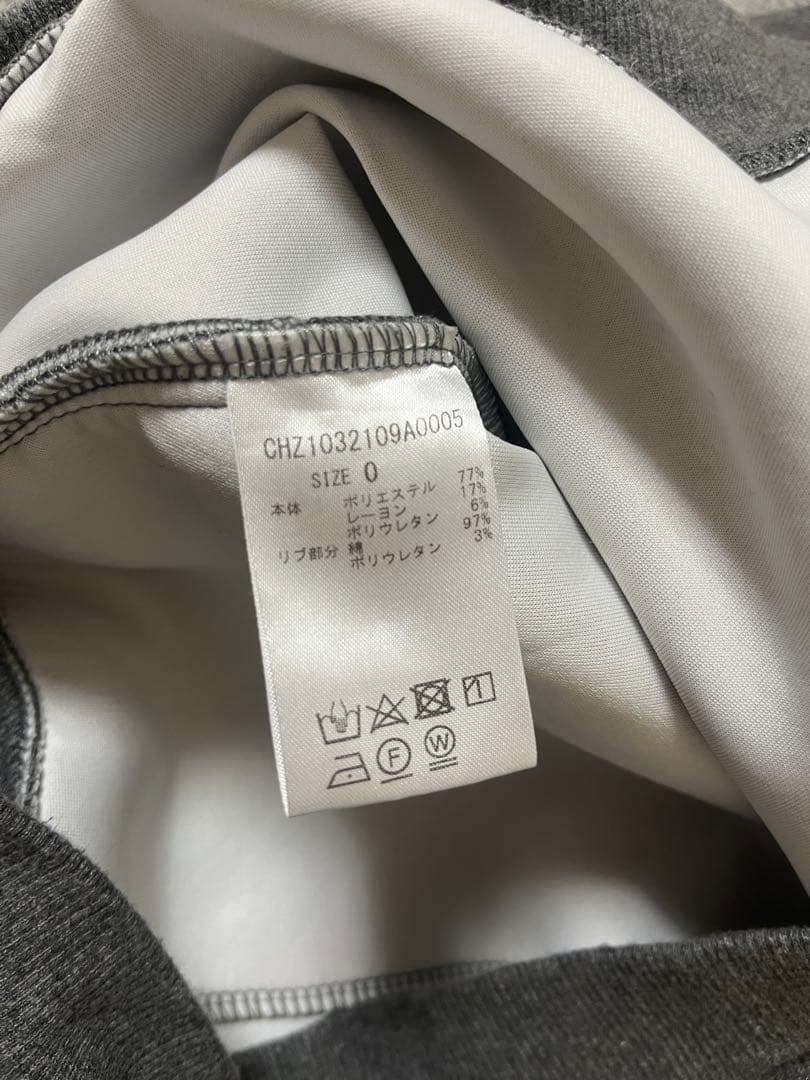 CHZ1032109A0005
SIZE 0
本体 ポリエステル 77%
レーヨン 17%
ポリウレタン 6%
リブ部分 綿 97%
ポリウレタン 3%
F W